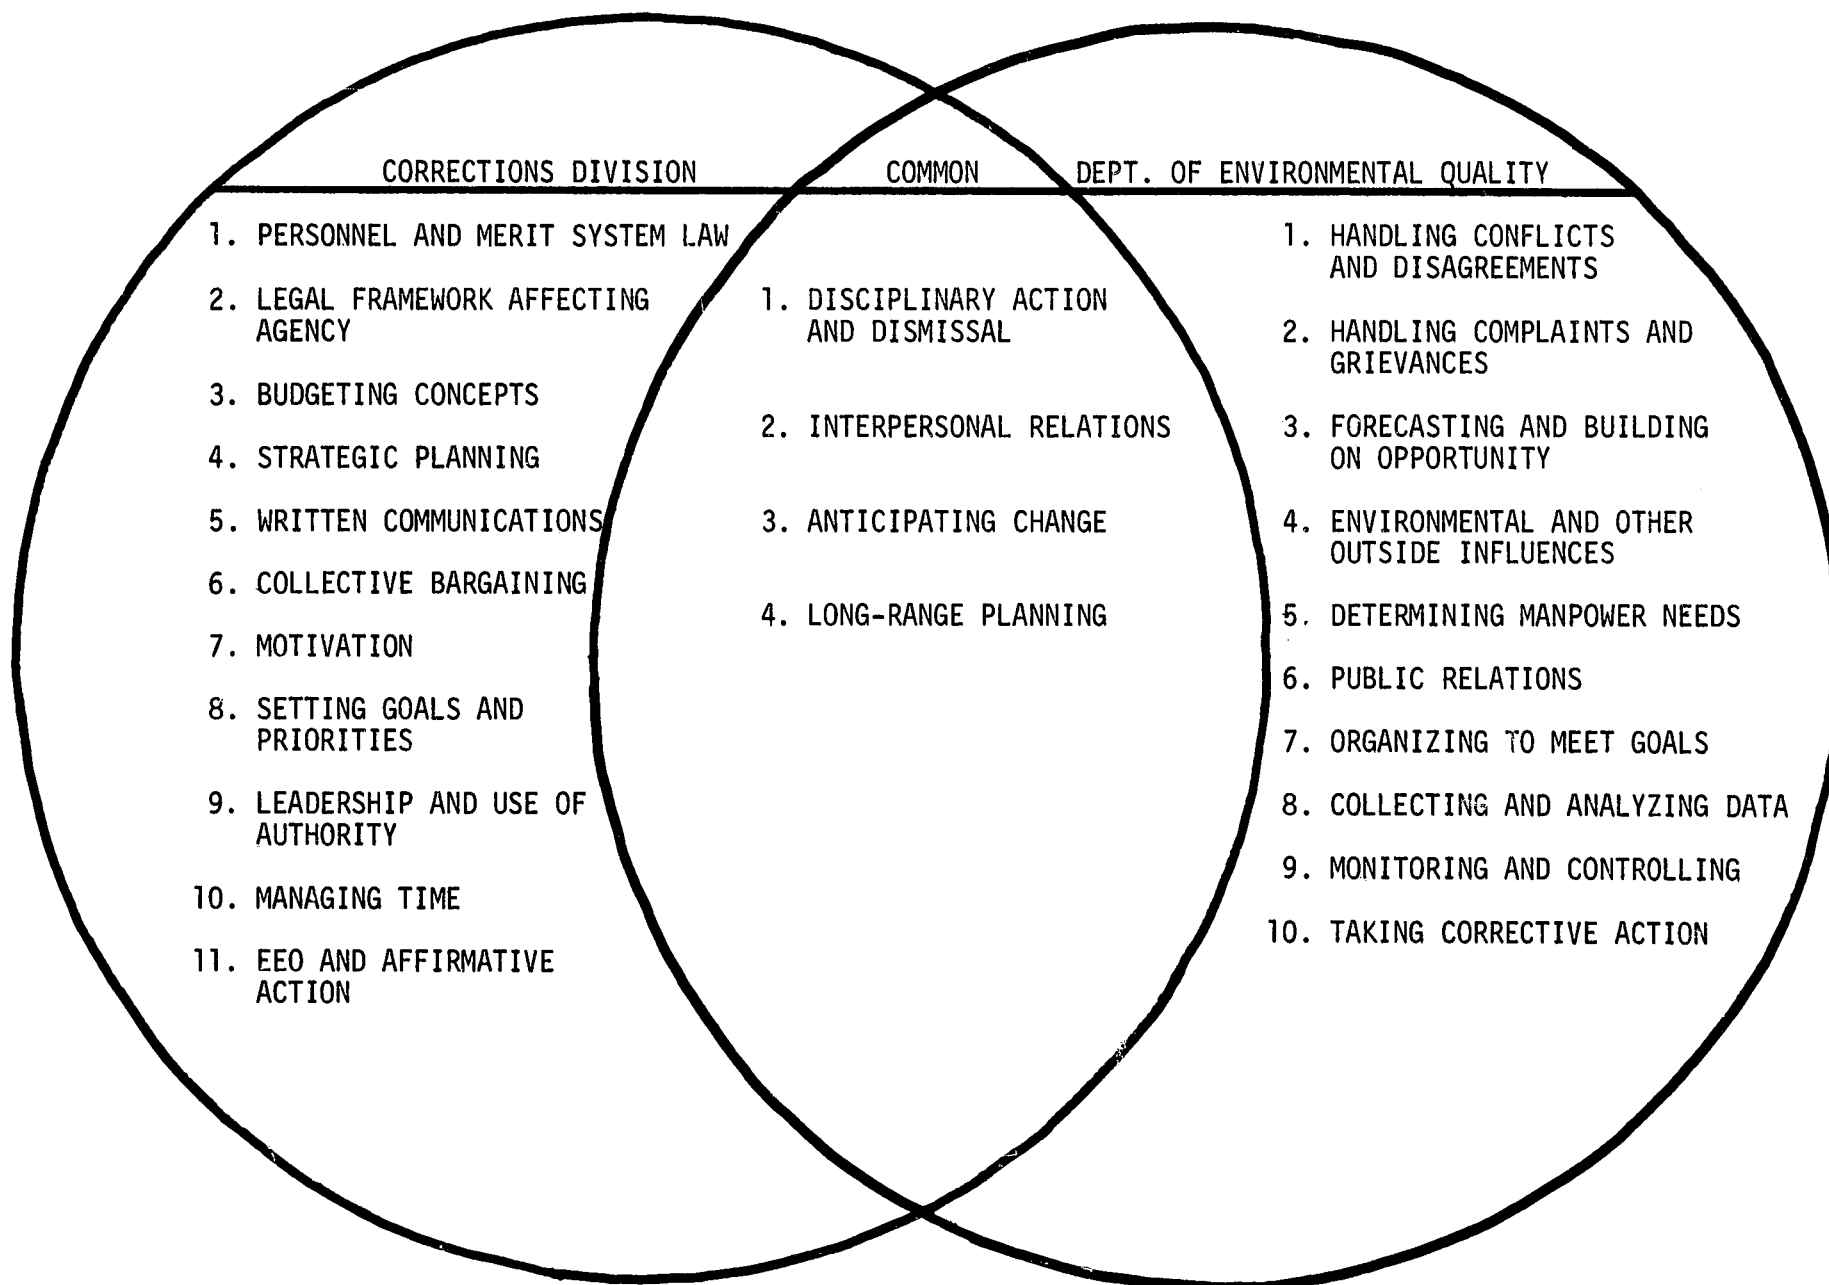 CORRECTIONS DIVISION
1. PERSONNEL AND MERIT SYSTEM LAW
2. LEGAL FRAMEWORK AFFECTING
AGENCY
3. BUDGETING CONCEPTS
4. STRATEGIC PLANNING
5. WRITTEN COMMUNICATIONS
6. COLLECTIVE BARGAINING
7. MOTIVATION
8. SETTING GOALS AND
PRIORITIES
9. LEADERSHIP AND USE OF
AUTHORITY
10. MANAGING TIME
11. EEO AND AFFIRMATIVE
ACTION
COMMON
1. DISCIPLINARY ACTION
AND DISMISSAL
2. INTERPERSONAL RELATIONS
3. ANTICIPATING CHANGE
4. LONG-RANGE PLANNING
DEPT. OF ENVIRONMENTAL QUALITY
1. HANDLING CONFLICTS
AND DISAGREEMENTS
2. HANDLING COMPLAINTS AND
GRIEVANCES
3. FORECASTING AND BUILDING
ON OPPORTUNITY
4. ENVIRONMENTAL AND OTHER
OUTSIDE INFLUENCES
5. DETERMINING MANPOWER NEEDS
6. PUBLIC RELATIONS
7. ORGANIZING TO MEET GOALS
8. COLLECTING AND ANALYZING DATA
9. MONITORING AND CONTROLLING
10. TAKING CORRECTIVE ACTION